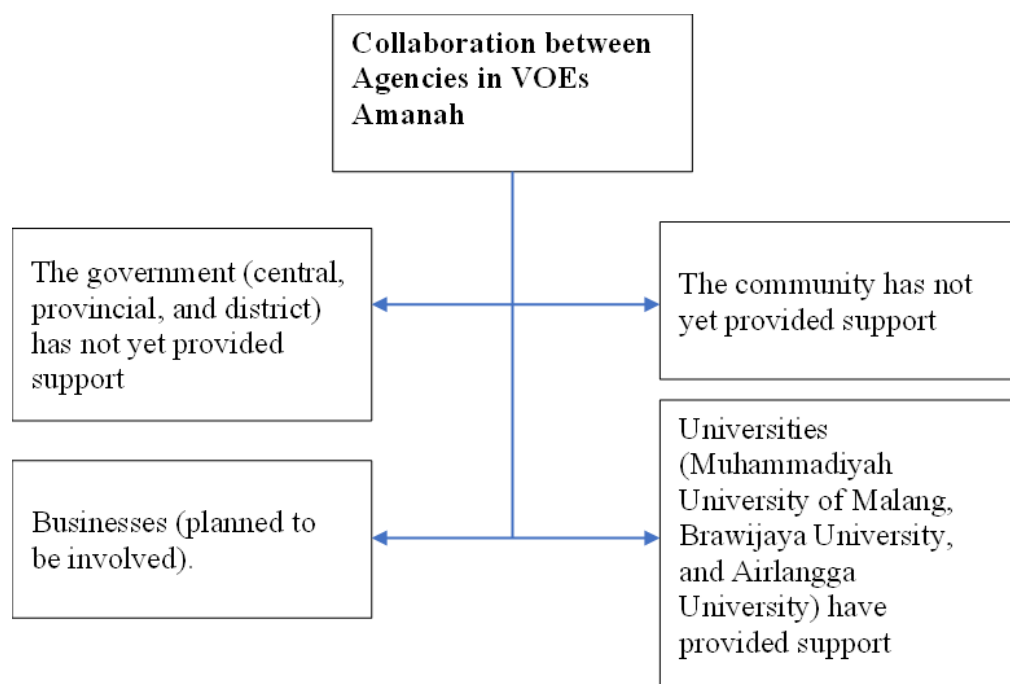 Collaboration between
Agencies in VOEs
Amanah
The government (central,
provincial, and district)
has not yet provided
support
The community has not
yet provided support
Businesses (planned to
be involved).
Universities
(Muhammadiyah
University of Malang,
Brawijaya University,
and Airlangga
University) have
provided support